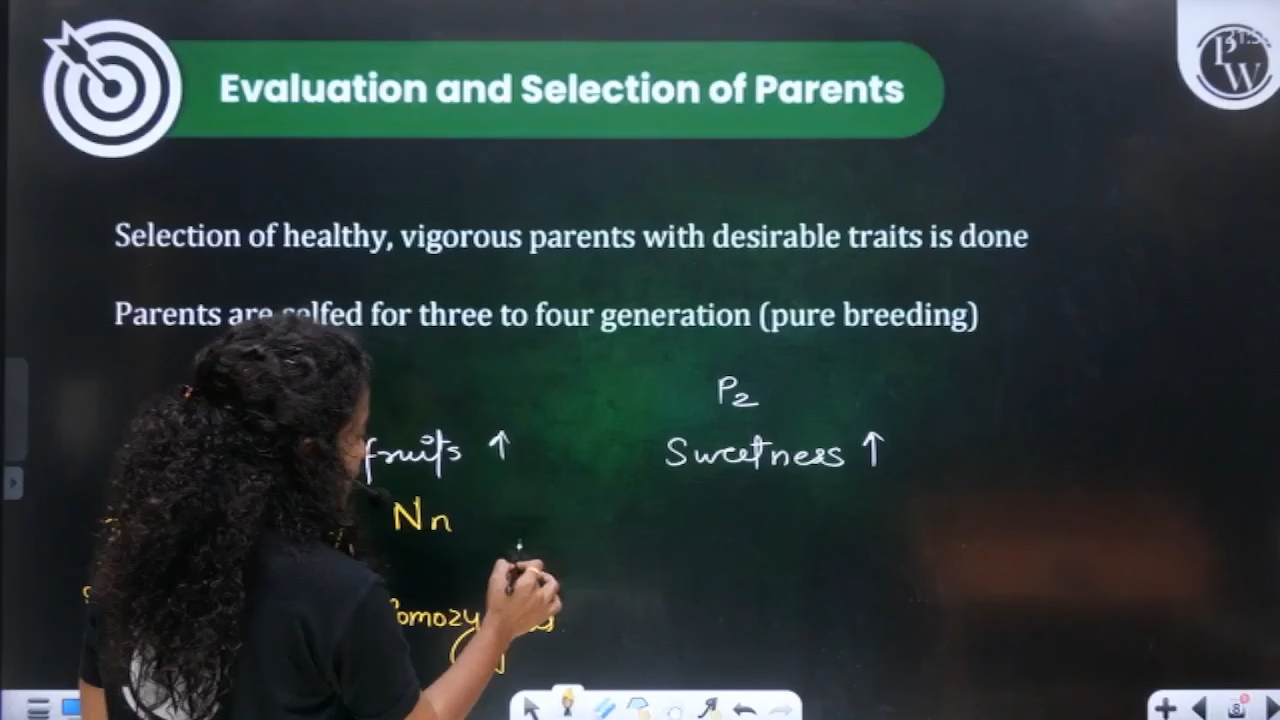 Evaluation and Selection of Parents
PW
Selection of healthy, vigorous parents with desirable traits is done
Parents are selfed for three to four generation (pure breeding)
P2
fruits ↑ Sweetness ↑
Nn